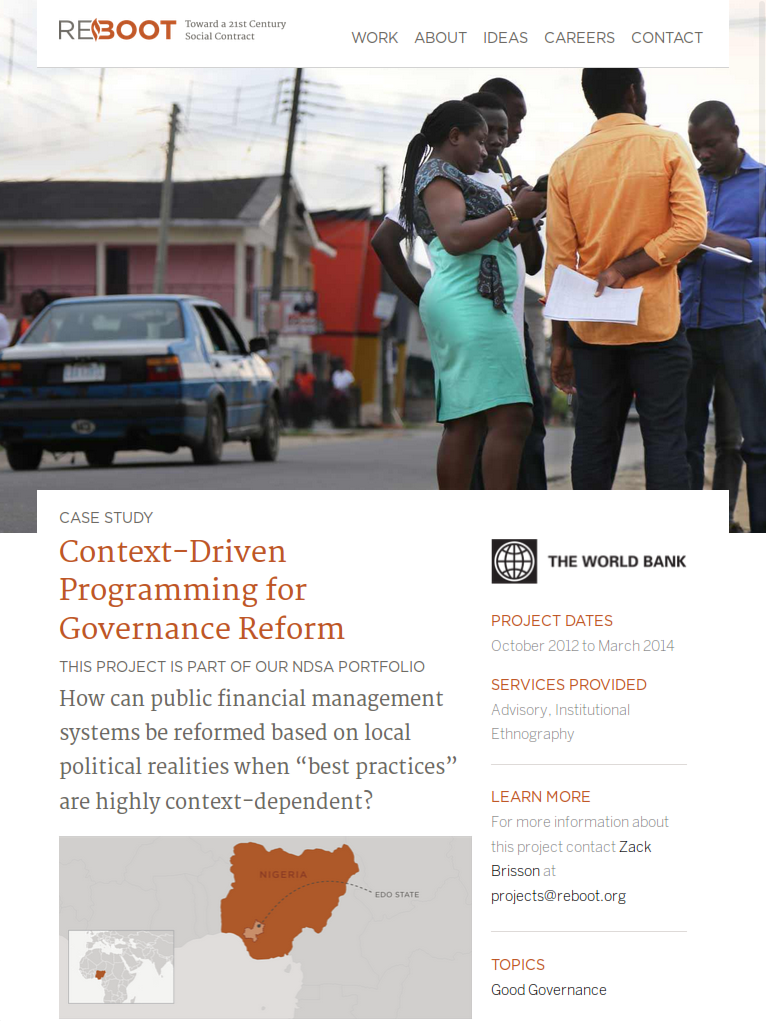 REBOOT
Toward a 21st Century
Social Contract
WORK ABOUT IDEAS CAREERS CONTACT
CASE STUDY
Context-Driven
Programming for
Governance Reform
THIS PROJECT IS PART OF OUR NDSA PORTFOLIO
How can public financial management
systems be reformed based on local
political realities when “best practices”
are highly context-dependent?
NIGERIA
EDO STATE
THE WORLD BANK
PROJECT DATES
October 2012 to March 2014
SERVICES PROVIDED
Advisory, Institutional
Ethnography
LEARN MORE
For more information about
this project contact Zack
Brisson at
projects@reboot.org
TOPICS
Good Governance